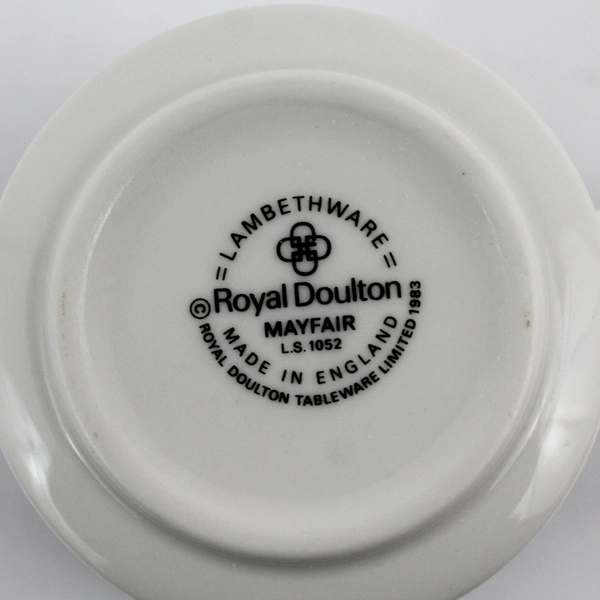 = LAMBETHWARE =
Royal Doulton
MAYFAIR
L.S. 1052
MADE IN ENGLAND
© ROYAL DOULTON TABLEWARE LIMITED 1983